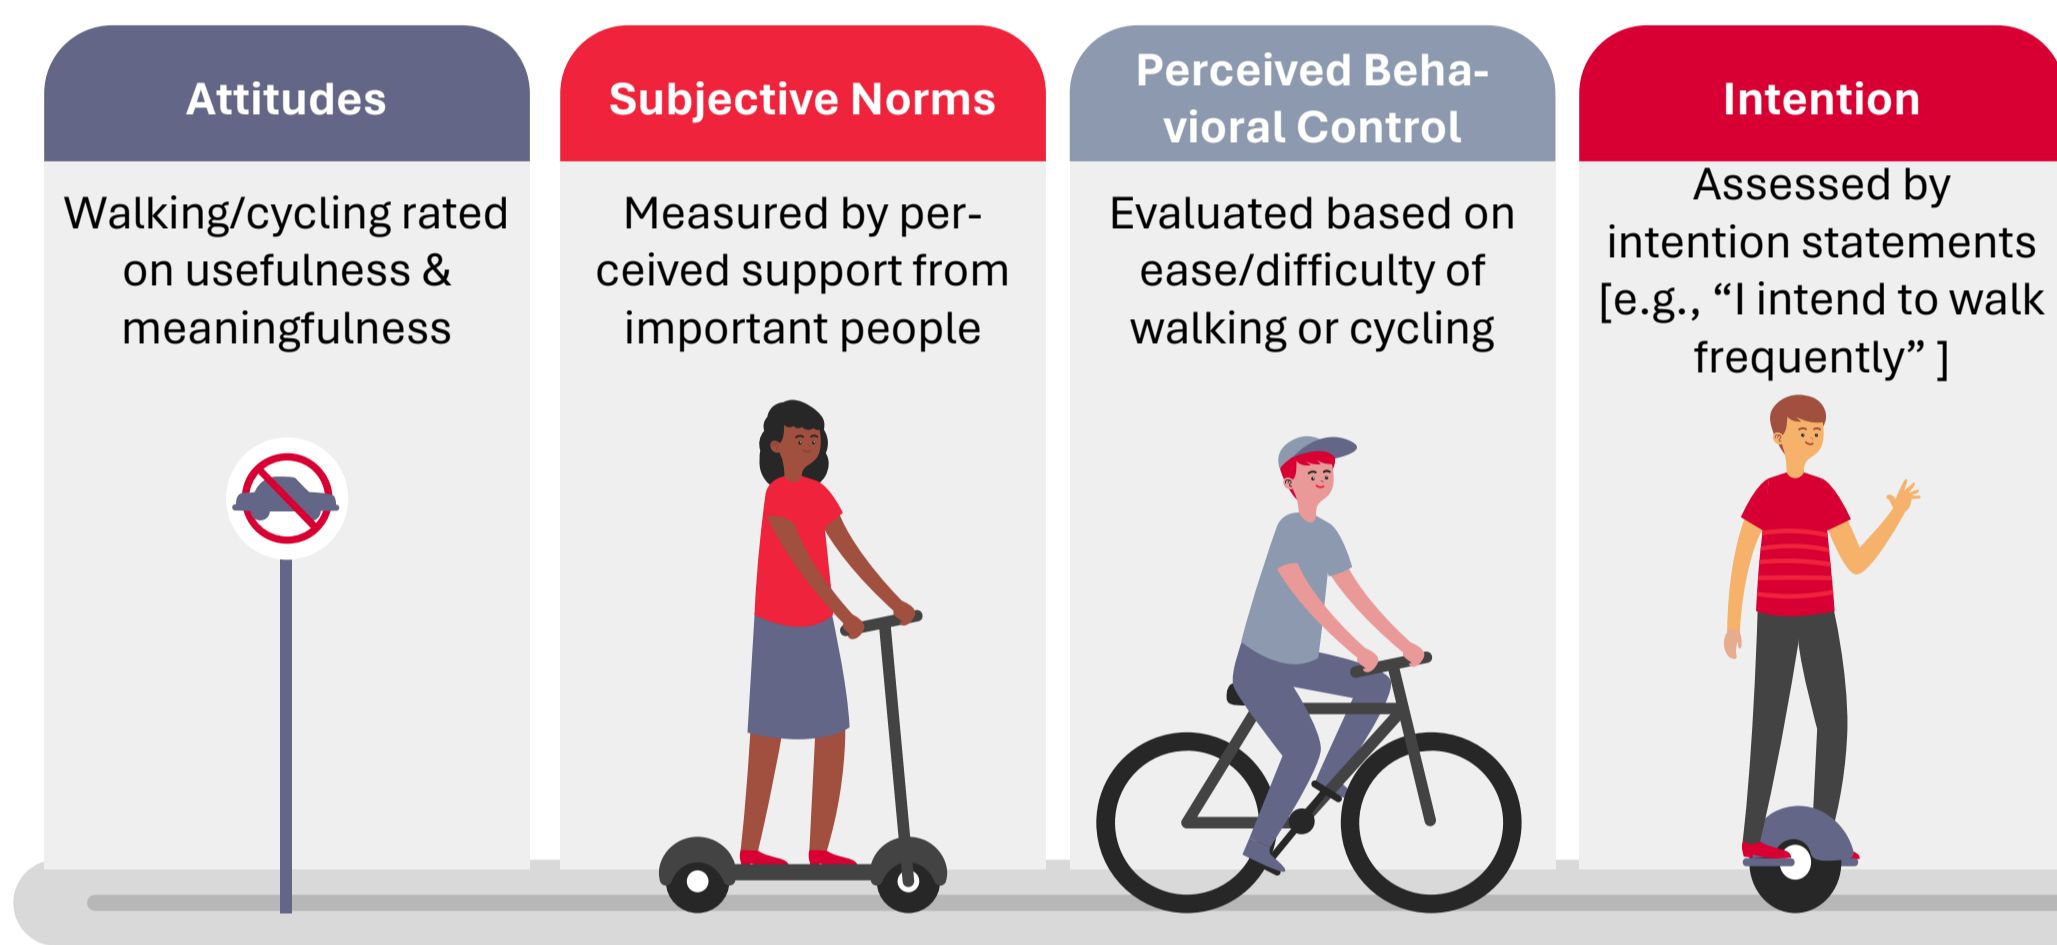 Attitudes
Walking/cycling rated
on usefulness &
meaningfulness
Subjective Norms
Measured by per-
ceived support from
important people
Perceived Beha-
vioral Control
Evaluated based on
ease/difficulty of
walking or cycling
Intention
Assessed by
intention statements
[e.g., “I intend to walk
frequently” ]